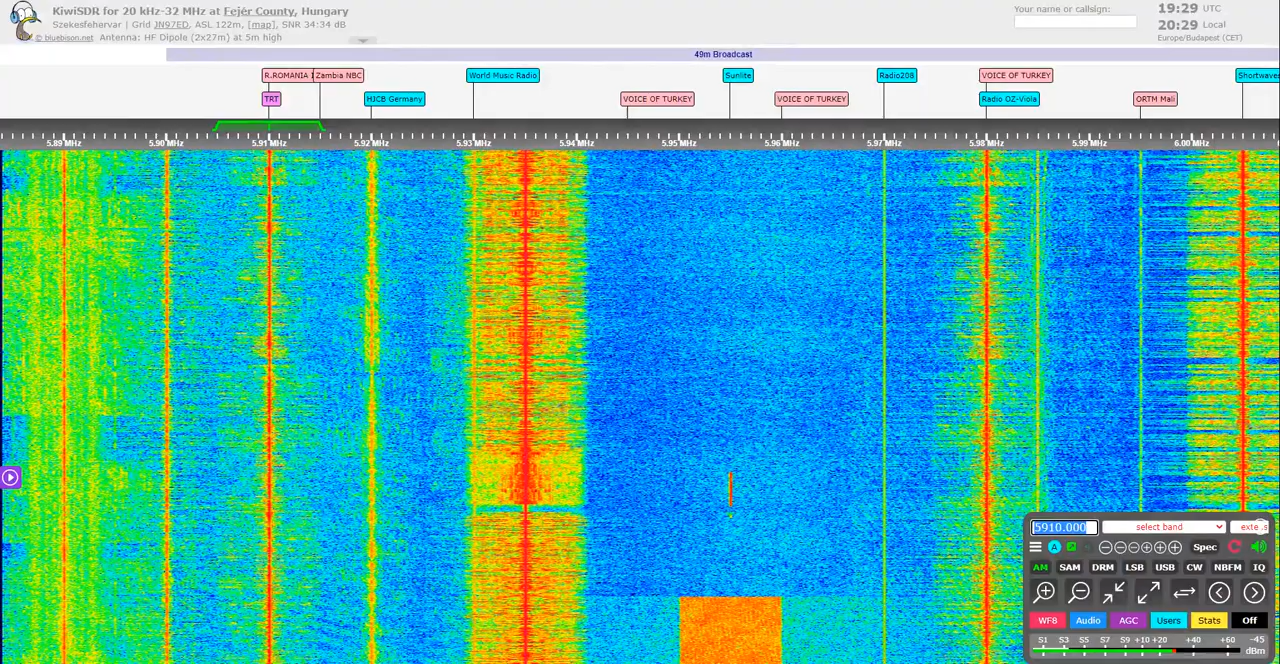 KiwiSDR for 20 kHz-32 MHz at Fejér County, Hungary
Szekesfehervar | Grid JN97ED, ASL 122m, [map], SNR 34:34 dB
© bluebison.net Antenna: HF Dipole (2x27m) at 5m high
Your name or callsign:
19:29 UTC
20:29 Local
Europe/Budapest (CET)
49m Broadcast
R.ROMANIA Zambia NBC World Music Radio Sunlite Radio208 VOICE OF TURKEY Shortwave
TRT HJCB Germany VOICE OF TURKEY VOICE OF TURKEY Radio OZ-Viola ORTM Mali
5.89 MHz 5.90 MHz 5.91 MHz 5.92 MHz 5.93 MHz 5.94 MHz 5.95 MHz 5.96 MHz 5.97 MHz 5.98 MHz 5.99 MHz 6.00 MHz
5910.000 select band
A Spec
AM SAM DRM LSB USB CW NBFM IQ
WF8 Audio AGC Users Stats Off
S1 S3 S5 S7 S9 +10 +20 +40 +60 -45
dBm